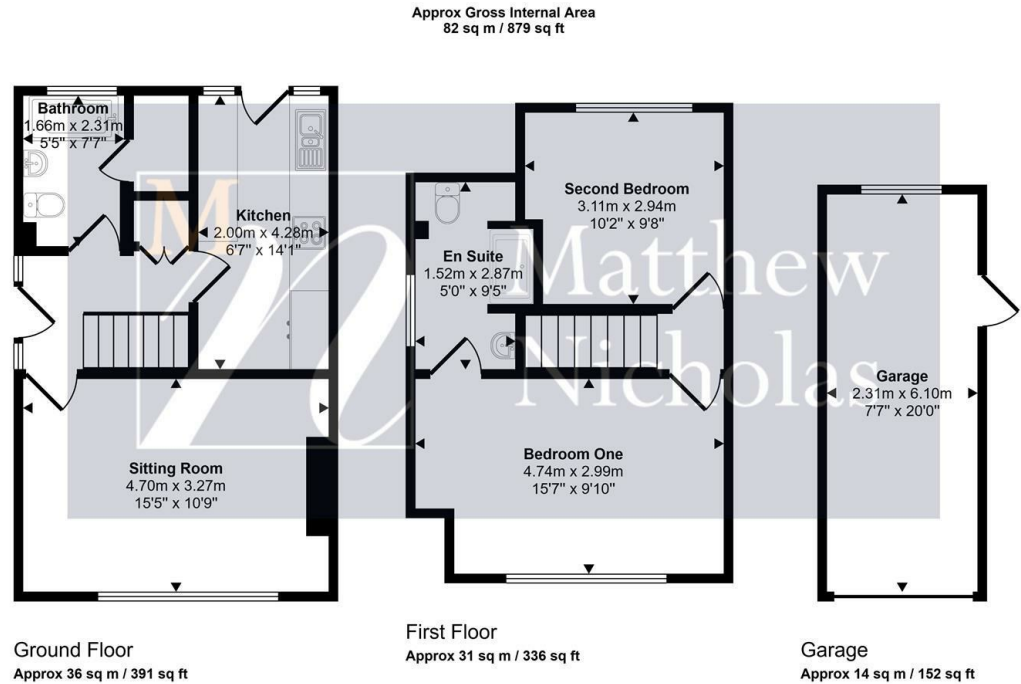 Approx Gross Internal Area
82 sq m / 879 sq ft
Bathroom
1.66m x 2.31m
5'5" x 7'7"
Kitchen
2.00m x 4.28m
6'7" x 14'1"
Sitting Room
4.70m x 3.27m
15'5" x 10'9"
Second Bedroom
3.11m x 2.94m
10'2" x 9'8"
En Suite
1.52m x 2.87m
5'0" x 9'5"
Bedroom One
4.74m x 2.99m
15'7" x 9'10"
Garage
2.31m x 6.10m
7'7" x 20'0"
M
n
Matthew
Nicholas
Ground Floor
Approx 36 sq m / 391 sq ft
First Floor
Approx 31 sq m / 336 sq ft
Garage
Approx 14 sq m / 152 sq ft